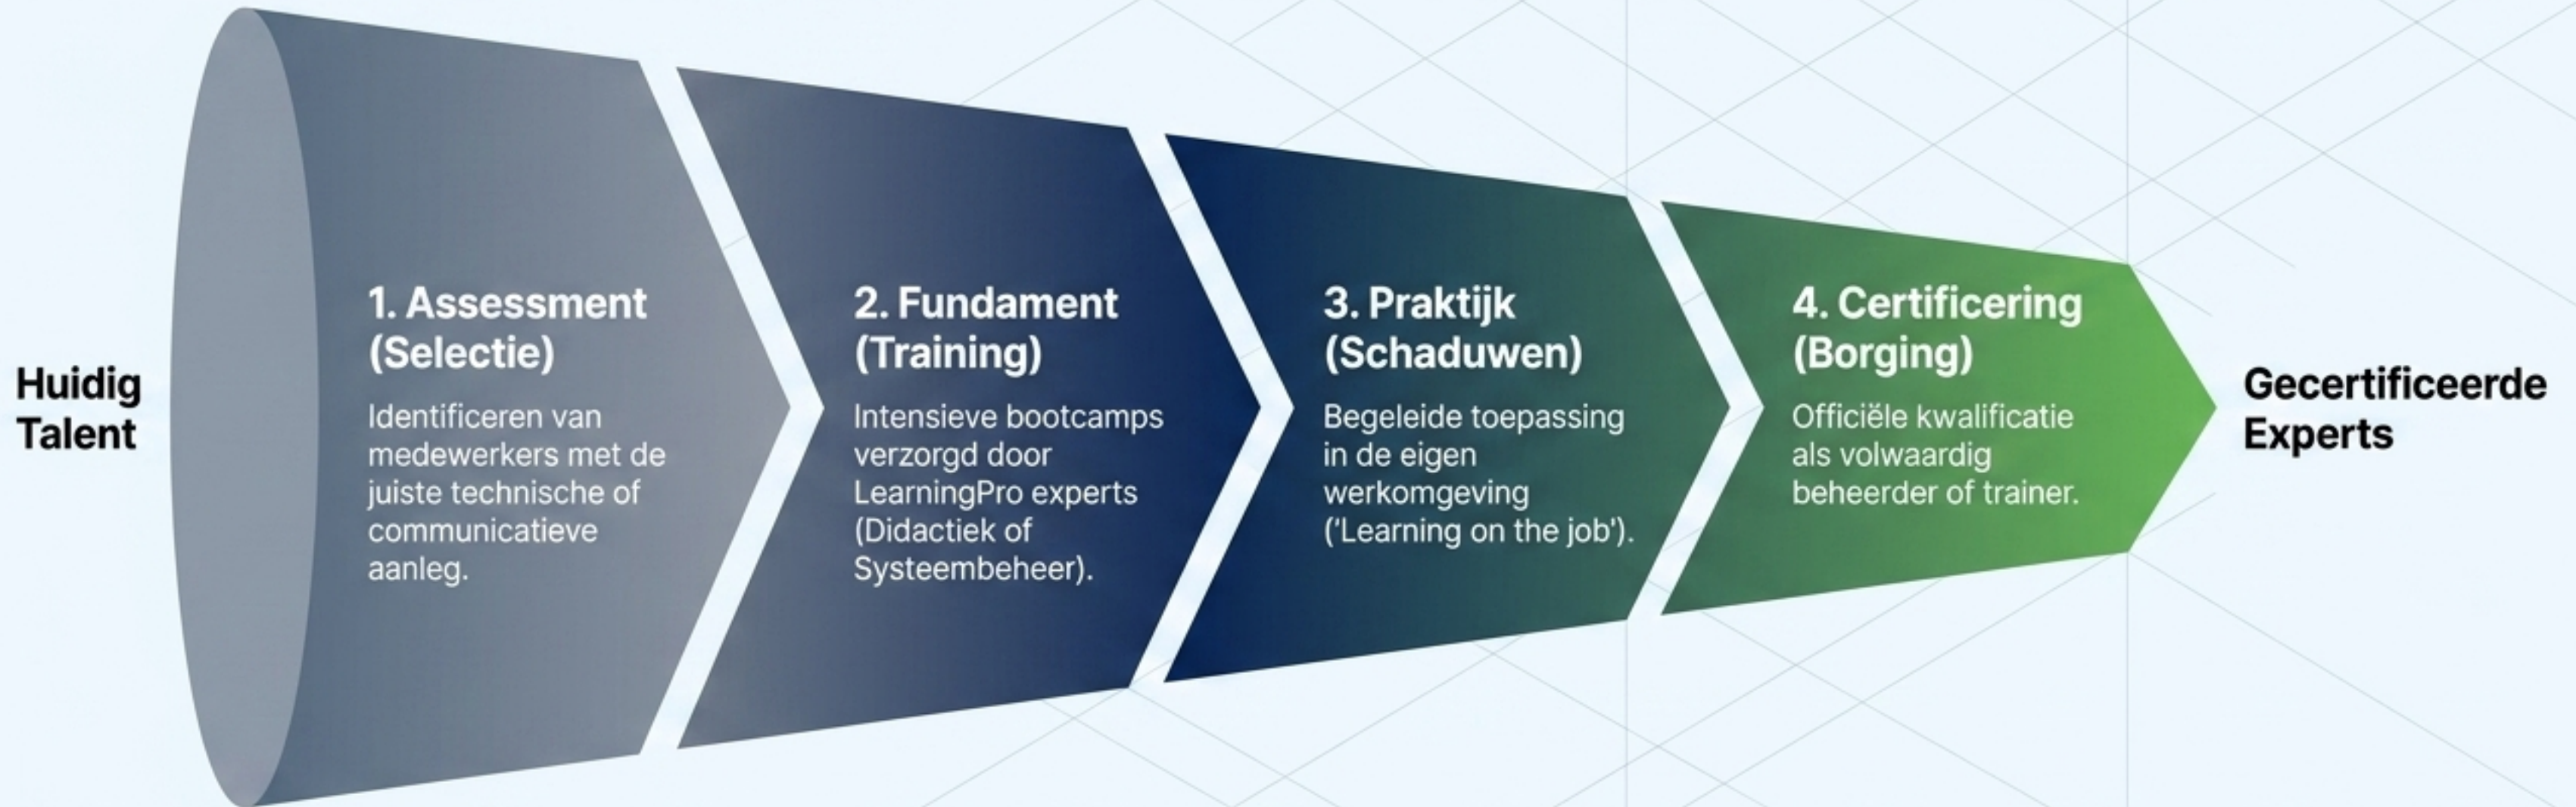 Huidig
Talent
1. Assessment
(Selectie)
Identificeren van
medewerkers met de
juiste technische of
communicatieve
aanleg.
2. Fundament
(Training)
Intensieve bootcamps
verzorgd door
LearningPro experts
(Didactiek of
Systeembeheer).
3. Praktijk
(Schaduwen)
Begeleide toepassing
in de eigen
werkomgeving
('Learning on the job').
4. Certificering
(Borging)
Officiële kwalificatie
als volwaardig
beheerder of trainer.
Gecertificeerde
Experts